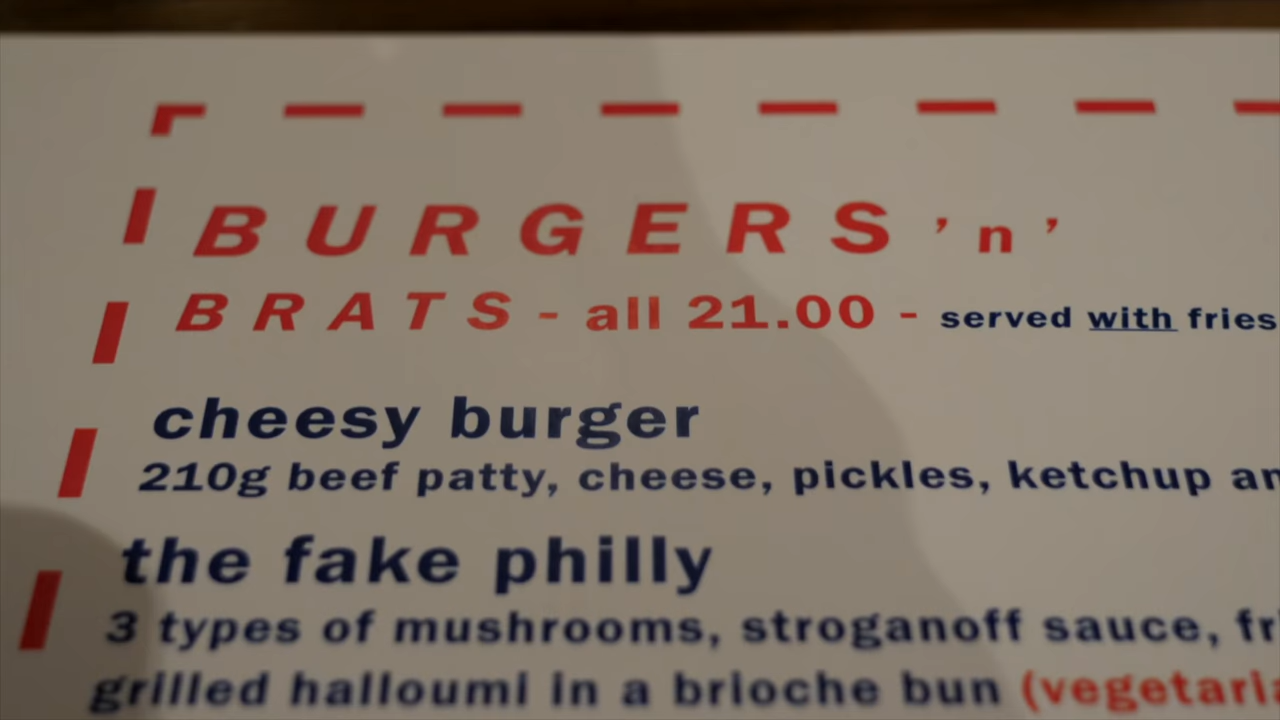 BURGERS 'n'
BRATS - all 21.00 - served with fries
cheesy burger
210g beef patty, cheese, pickles, ketchup
the fake philly
3 types of mushrooms, stroganoff sauce,
grilled halloumi in a brioche bun